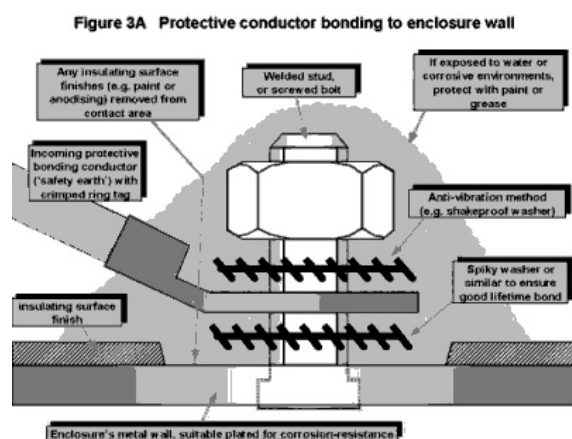 Figure 3A Protective conductor bonding to enclosure wall
Any insulating surface
finishes (e.g. paint or
anodising) removed from
contact area
Welded stud,
or screwed bolt
If exposed to water or
corrosive environments,
protect with paint or
grease
Incoming protective
bonding conductor
('safety earth') with
crimped ring tag
Anti-vibration method
(e.g. shakeproof washer)
Spiky washer or
similar to ensure
good lifetime bond
insulating surface
finish
Enclosure's metal wall, suitable plated for corrosion-resistance